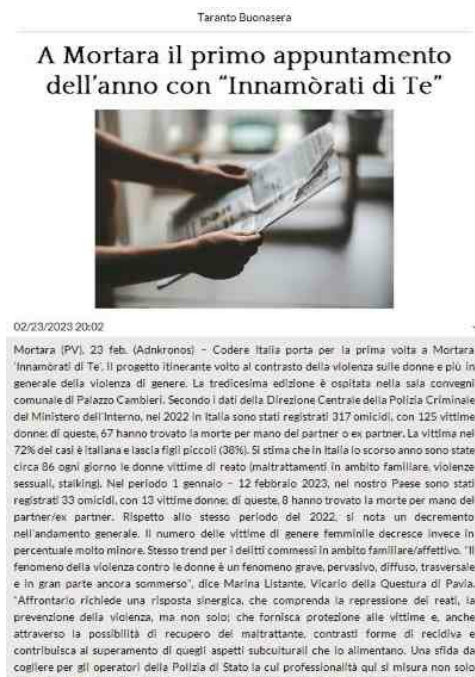 Taranto Buonasera
A Mortara il primo appuntamento
dell'anno con "Innamòrati di Te"
02/23/2023 20:02
Mortara (PV), 23 feb. (Adnkronos) – Codere Italia porta per la prima volta a Mortara
'Innamòrati di Te'. Il progetto itinerante volto al contrasto della violenza sulle donne e più in
generale della violenza di genere. La tredicesima edizione è ospitata nella sala convegni
comunale di Palazzo Cambieri. Secondo i dati della Direzione Centrale della Polizia Criminale
del Ministero dell'Interno, nel 2022 in Italia sono stati registrati 317 omicidi, con 125 vittime
donne: di queste, 67 hanno trovato la morte per mano del partner o ex partner. La vittima nel
72% dei casi è italiana e lascia figli piccoli (38%). Si stima che in Italia lo scorso anno sono state
circa 86 ogni giorno le donne vittime di reato (maltrattamenti in ambito familiare, violenze
sessuali, stalking). Nel periodo 1 gennaio – 12 febbraio 2023, nel nostro Paese sono stati
registrati 33 omicidi, con 13 vittime donne; di queste, 8 hanno trovato la morte per mano del
partner/ex partner. Rispetto allo stesso periodo del 2022, si nota un decremento
nell'andamento generale. Il numero delle vittime di genere femminile decresce invece in
percentuale molto minore. Stesso trend per i delitti commessi in ambito familiare/affettivo. "Il
fenomeno della violenza contro le donne è un fenomeno grave, pervasivo, diffuso, trasversale
e in gran parte ancora sommerso", dice Marina Listante, Vicario della Questura di Pavia.
"Affrontarlo richiede una risposta sinergica, che comprenda la repressione dei reati, la
prevenzione della violenza, ma non solo; che fornisca protezione alle vittime e, anche
attraverso la possibilità di recupero del maltrattante, contrasti forme di recidiva e
contribuisca al superamento di quegli aspetti subculturali che lo alimentano. Una sfida da
cogliere per gli operatori della Polizia di Stato la cui professionalità qui si misura non solo